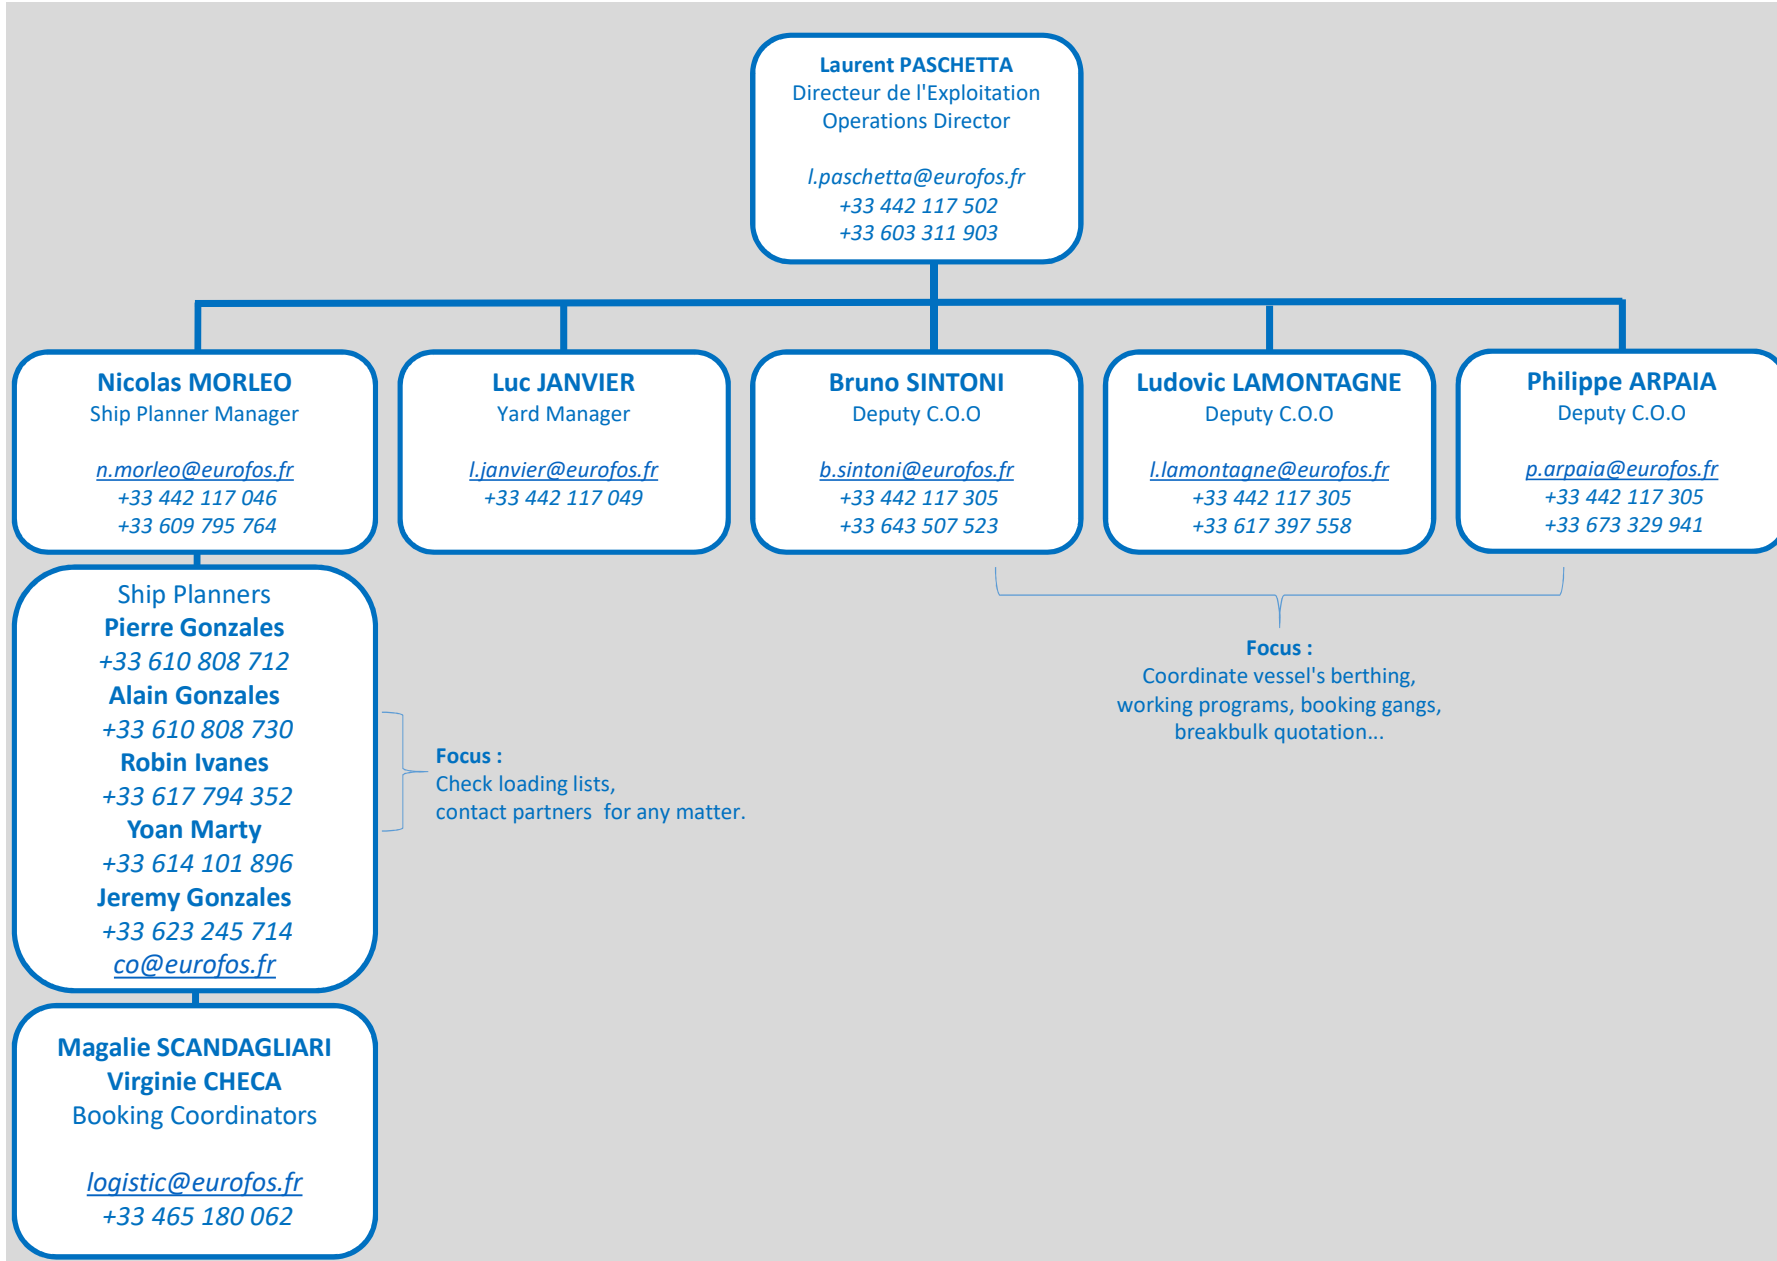 Laurent PASCHETTA
Directeur de l'Exploitation
Operations Director
l.paschetta@eurofos.fr
+33 442 117 502
+33 603 311 903
Nicolas MORLEO
Ship Planner Manager
n.morleo@eurofos.fr
+33 442 117 046
+33 609 795 764
Luc JANVIER
Yard Manager
l.janvier@eurofos.fr
+33 442 117 049
Bruno SINTONI
Deputy C.O.O
b.sintoni@eurofos.fr
+33 442 117 305
+33 643 507 523
Ludovic LAMONTAGNE
Deputy C.O.O
l.lamontagne@eurofos.fr
+33 442 117 305
+33 617 397 558
Philippe ARPAIA
Deputy C.O.O
p.arpaia@eurofos.fr
+33 442 117 305
+33 673 329 941
Ship Planners
Pierre Gonzales
+33 610 808 712
Alain Gonzales
+33 610 808 730
Robin Ivanes
+33 617 794 352
Yoan Marty
+33 614 101 896
Jeremy Gonzales
+33 623 245 714
co@eurofos.fr
Focus :
Check loading lists,
contact partners  for any matter.
Focus :
Coordinate vessel's berthing,
working programs, booking gangs,
breakbulk quotation...
Magalie SCANDAGLIARI
Virginie CHECA
Booking Coordinators
logistic@eurofos.fr
+33 465 180 062